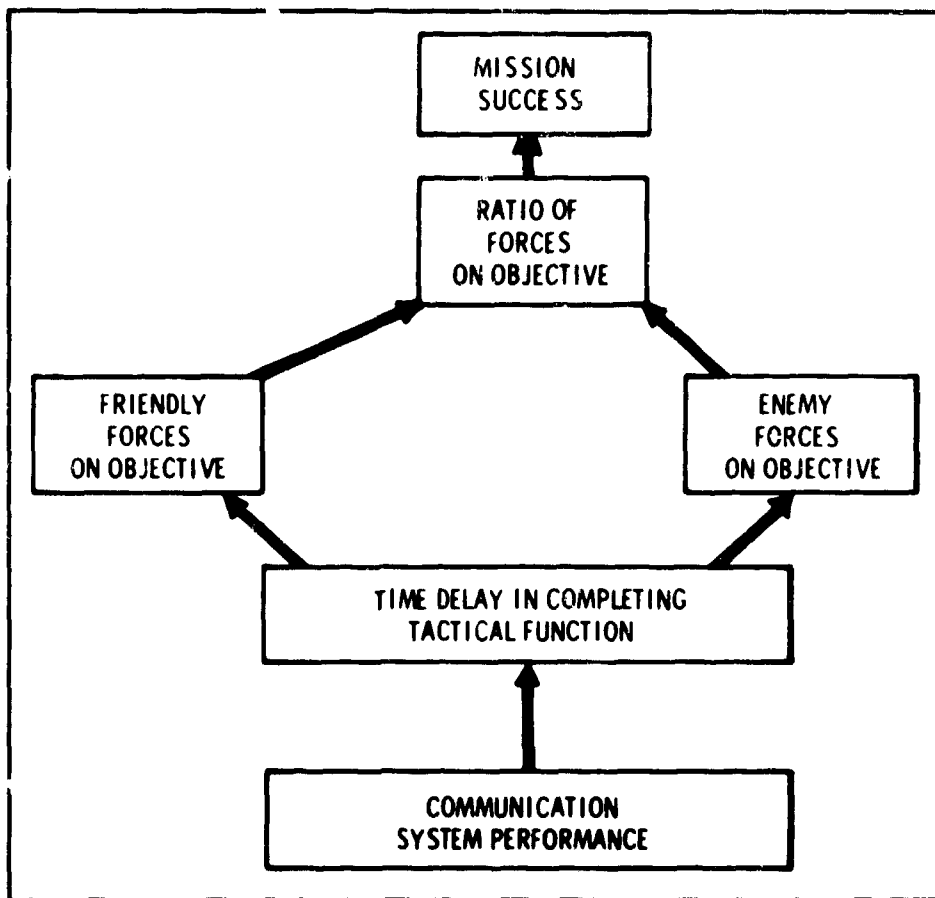 MISSION
SUCCESS
RATIO OF
FORCES
ON OBJECTIVE
FRIENDLY
FORCES
ON OBJECTIVE
ENEMY
FORCES
ON OBJECTIVE
TIME DELAY IN COMPLETING
TACTICAL FUNCTION
COMMUNICATION
SYSTEM PERFORMANCE